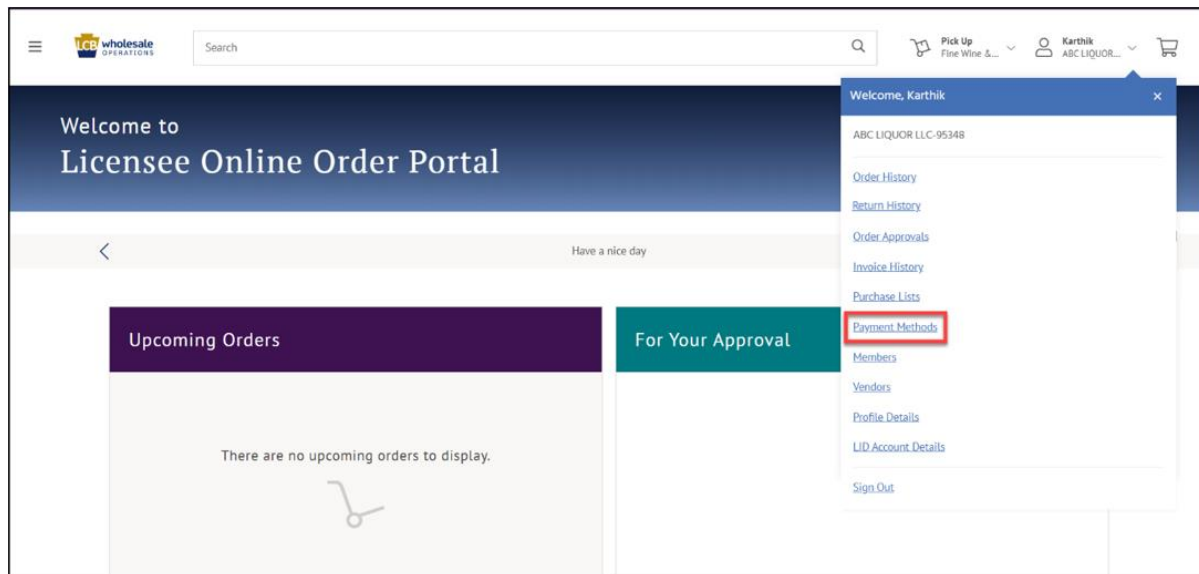 LCB wholesale
OPERATIONS
Search
Pick Up
Fine Wine &...
Karthik
ABC LIQUOR...
Welcome to
Licensee Online Order Portal
Welcome, Karthik
×
ABC LIQUOR LLC-95348
Order History
Return History
Order Approvals
Invoice History
Purchase Lists
Payment Methods
Members
Vendors
Profile Details
LID Account Details
Sign Out
Have a nice day
Upcoming Orders
There are no upcoming orders to display.
For Your Approval